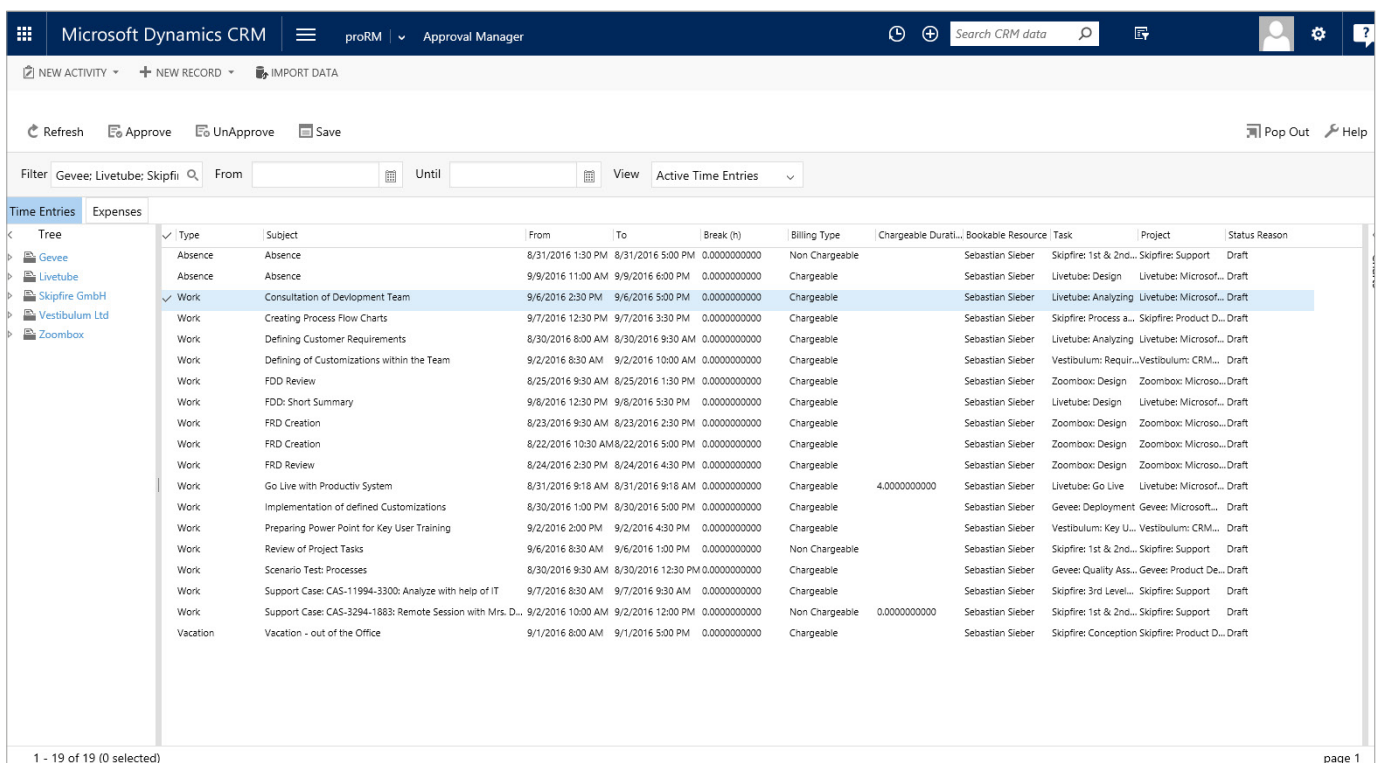 Microsoft Dynamics CRM proRM Approval Manager Search CRM data ?
NEW ACTIVITY NEW RECORD IMPORT DATA
Refresh Approve UnApprove Save Pop Out Help
Filter Gevee; Livetube; Skipfi From Until View Active Time Entries
Time Entries Expenses
Tree Type Subject From To Break (h) Billing Type Chargeable Durati... Bookable Resource Task Project Status Reason
Gevee Absence Absence 8/31/2016 1:30 PM 8/31/2016 5:00 PM 0.0000000000 Non Chargeable Sebastian Sieber Skipfire: 1st & 2nd... Skipfire: Support Draft
Livetube Absence Absence 9/9/2016 11:00 AM 9/9/2016 6:00 PM 0.0000000000 Chargeable Sebastian Sieber Livetube: Design Livetube: Microsof... Draft
Skipfire GmbH Work Consultation of Devlopment Team 9/6/2016 2:30 PM 9/6/2016 5:00 PM 0.0000000000 Chargeable Sebastian Sieber Livetube: Analyzing Livetube: Microsof... Draft
Vestibulum Ltd Work Creating Process Flow Charts 9/7/2016 12:30 PM 9/7/2016 3:30 PM 0.0000000000 Chargeable Sebastian Sieber Skipfire: Process a... Skipfire: Product D... Draft
Zoombox Work Defining Customer Requirements 8/30/2016 8:00 AM 8/30/2016 9:30 AM 0.0000000000 Chargeable Sebastian Sieber Livetube: Analyzing Livetube: Microsof... Draft
Work Defining of Customizations within the Team 9/2/2016 8:30 AM 9/2/2016 10:00 AM 0.0000000000 Chargeable Sebastian Sieber Vestibulum: Requir... Vestibulum: CRM... Draft
Work FDD Review 8/25/2016 9:30 AM 8/25/2016 1:30 PM 0.0000000000 Chargeable Sebastian Sieber Zoombox: Design Zoombox: Microso... Draft
Work FDD: Short Summary 9/8/2016 12:30 PM 9/8/2016 5:30 PM 0.0000000000 Chargeable Sebastian Sieber Livetube: Design Livetube: Microsof... Draft
Work FRD Creation 8/23/2016 9:30 AM 8/23/2016 2:30 PM 0.0000000000 Chargeable Sebastian Sieber Zoombox: Design Zoombox: Microso... Draft
Work FRD Creation 8/22/2016 10:30 AM 8/22/2016 5:00 PM 0.0000000000 Chargeable Sebastian Sieber Zoombox: Design Zoombox: Microso... Draft
Work FRD Review 8/24/2016 2:30 PM 8/24/2016 4:30 PM 0.0000000000 Chargeable Sebastian Sieber Zoombox: Design Zoombox: Microso... Draft
Work Go Live with Productiv System 8/31/2016 9:18 AM 8/31/2016 9:18 AM 0.0000000000 Chargeable 4.0000000000 Sebastian Sieber Livetube: Go Live Livetube: Microsof... Draft
Work Implementation of defined Customizations 8/30/2016 1:00 PM 8/30/2016 5:00 PM 0.0000000000 Chargeable Sebastian Sieber Gevee: Deployment Gevee: Microsoft... Draft
Work Preparing Power Point for Key User Training 9/2/2016 2:00 PM 9/2/2016 4:30 PM 0.0000000000 Chargeable Sebastian Sieber Vestibulum: Key U... Vestibulum: CRM... Draft
Work Review of Project Tasks 9/6/2016 8:30 AM 9/6/2016 1:00 PM 0.0000000000 Non Chargeable Sebastian Sieber Skipfire: 1st & 2nd... Skipfire: Support Draft
Work Scenario Test: Processes 8/30/2016 9:30 AM 8/30/2016 12:30 PM 0.0000000000 Chargeable Sebastian Sieber Gevee: Quality Ass... Gevee: Product De... Draft
Work Support Case: CAS-11994-3300: Analyze with help of IT 9/7/2016 8:30 AM 9/7/2016 9:30 AM 0.0000000000 Chargeable Sebastian Sieber Skipfire: 3rd Level... Skipfire: Support Draft
Work Support Case: CAS-3294-1883: Remote Session with Mrs. D... 9/2/2016 10:00 AM 9/2/2016 12:00 PM 0.0000000000 Non Chargeable 0.0000000000 Sebastian Sieber Skipfire: 1st & 2nd... Skipfire: Support Draft
Vacation Vacation - out of the Office 9/1/2016 8:00 AM 9/1/2016 5:00 PM 0.0000000000 Chargeable Sebastian Sieber Skipfire: Conception Skipfire: Product D... Draft
1 - 19 of 19 (0 selected) page 1